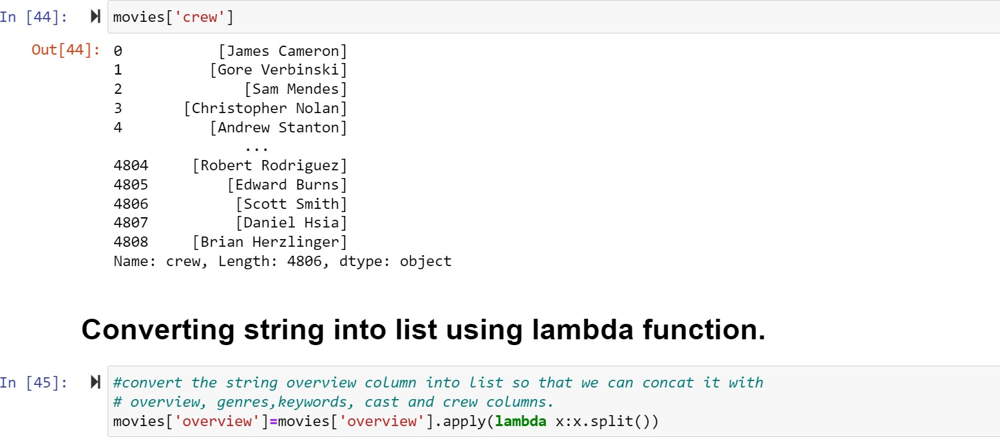 In [44]: movies['crew']
Out[44]: 0 [James Cameron]
1 [Gore Verbinski]
2 [Sam Mendes]
3 [Christopher Nolan]
4 [Andrew Stanton]
...
4804 [Robert Rodriguez]
4805 [Edward Burns]
4806 [Scott Smith]
4807 [Daniel Hsia]
4808 [Brian Herzlinger]
Name: crew, Length: 4806, dtype: object
Converting string into list using lambda function.
In [45]: #convert the string overview column into list so that we can concat it with
# overview, genres,keywords, cast and crew columns.
movies['overview']=movies['overview'].apply(lambda x:x.split())